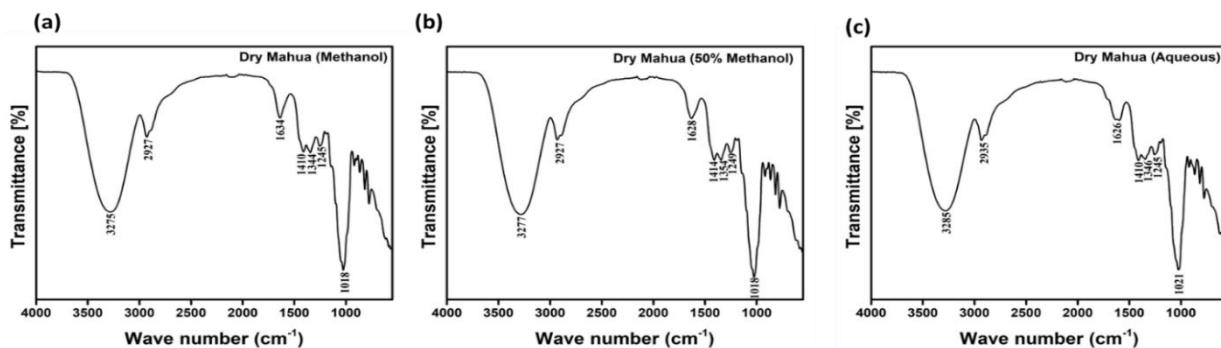 (a)
Dry Mahua (Methanol)
Transmittance [%]
3275
2927
1634
1410
1344
1245
1018
4000 3500 3000 2500 2000 1500 1000
Wave number (cm⁻¹)
(b)
Dry Mahua (50% Methanol)
Transmittance [%]
3277
2927
1628
1414
1354
1249
1018
4000 3500 3000 2500 2000 1500 1000
Wave number (cm⁻¹)
(c)
Dry Mahua (Aqueous)
Transmittance [%]
3285
2935
1626
1410
1346
1245
1021
4000 3500 3000 2500 2000 1500 1000
Wave number (cm⁻¹)